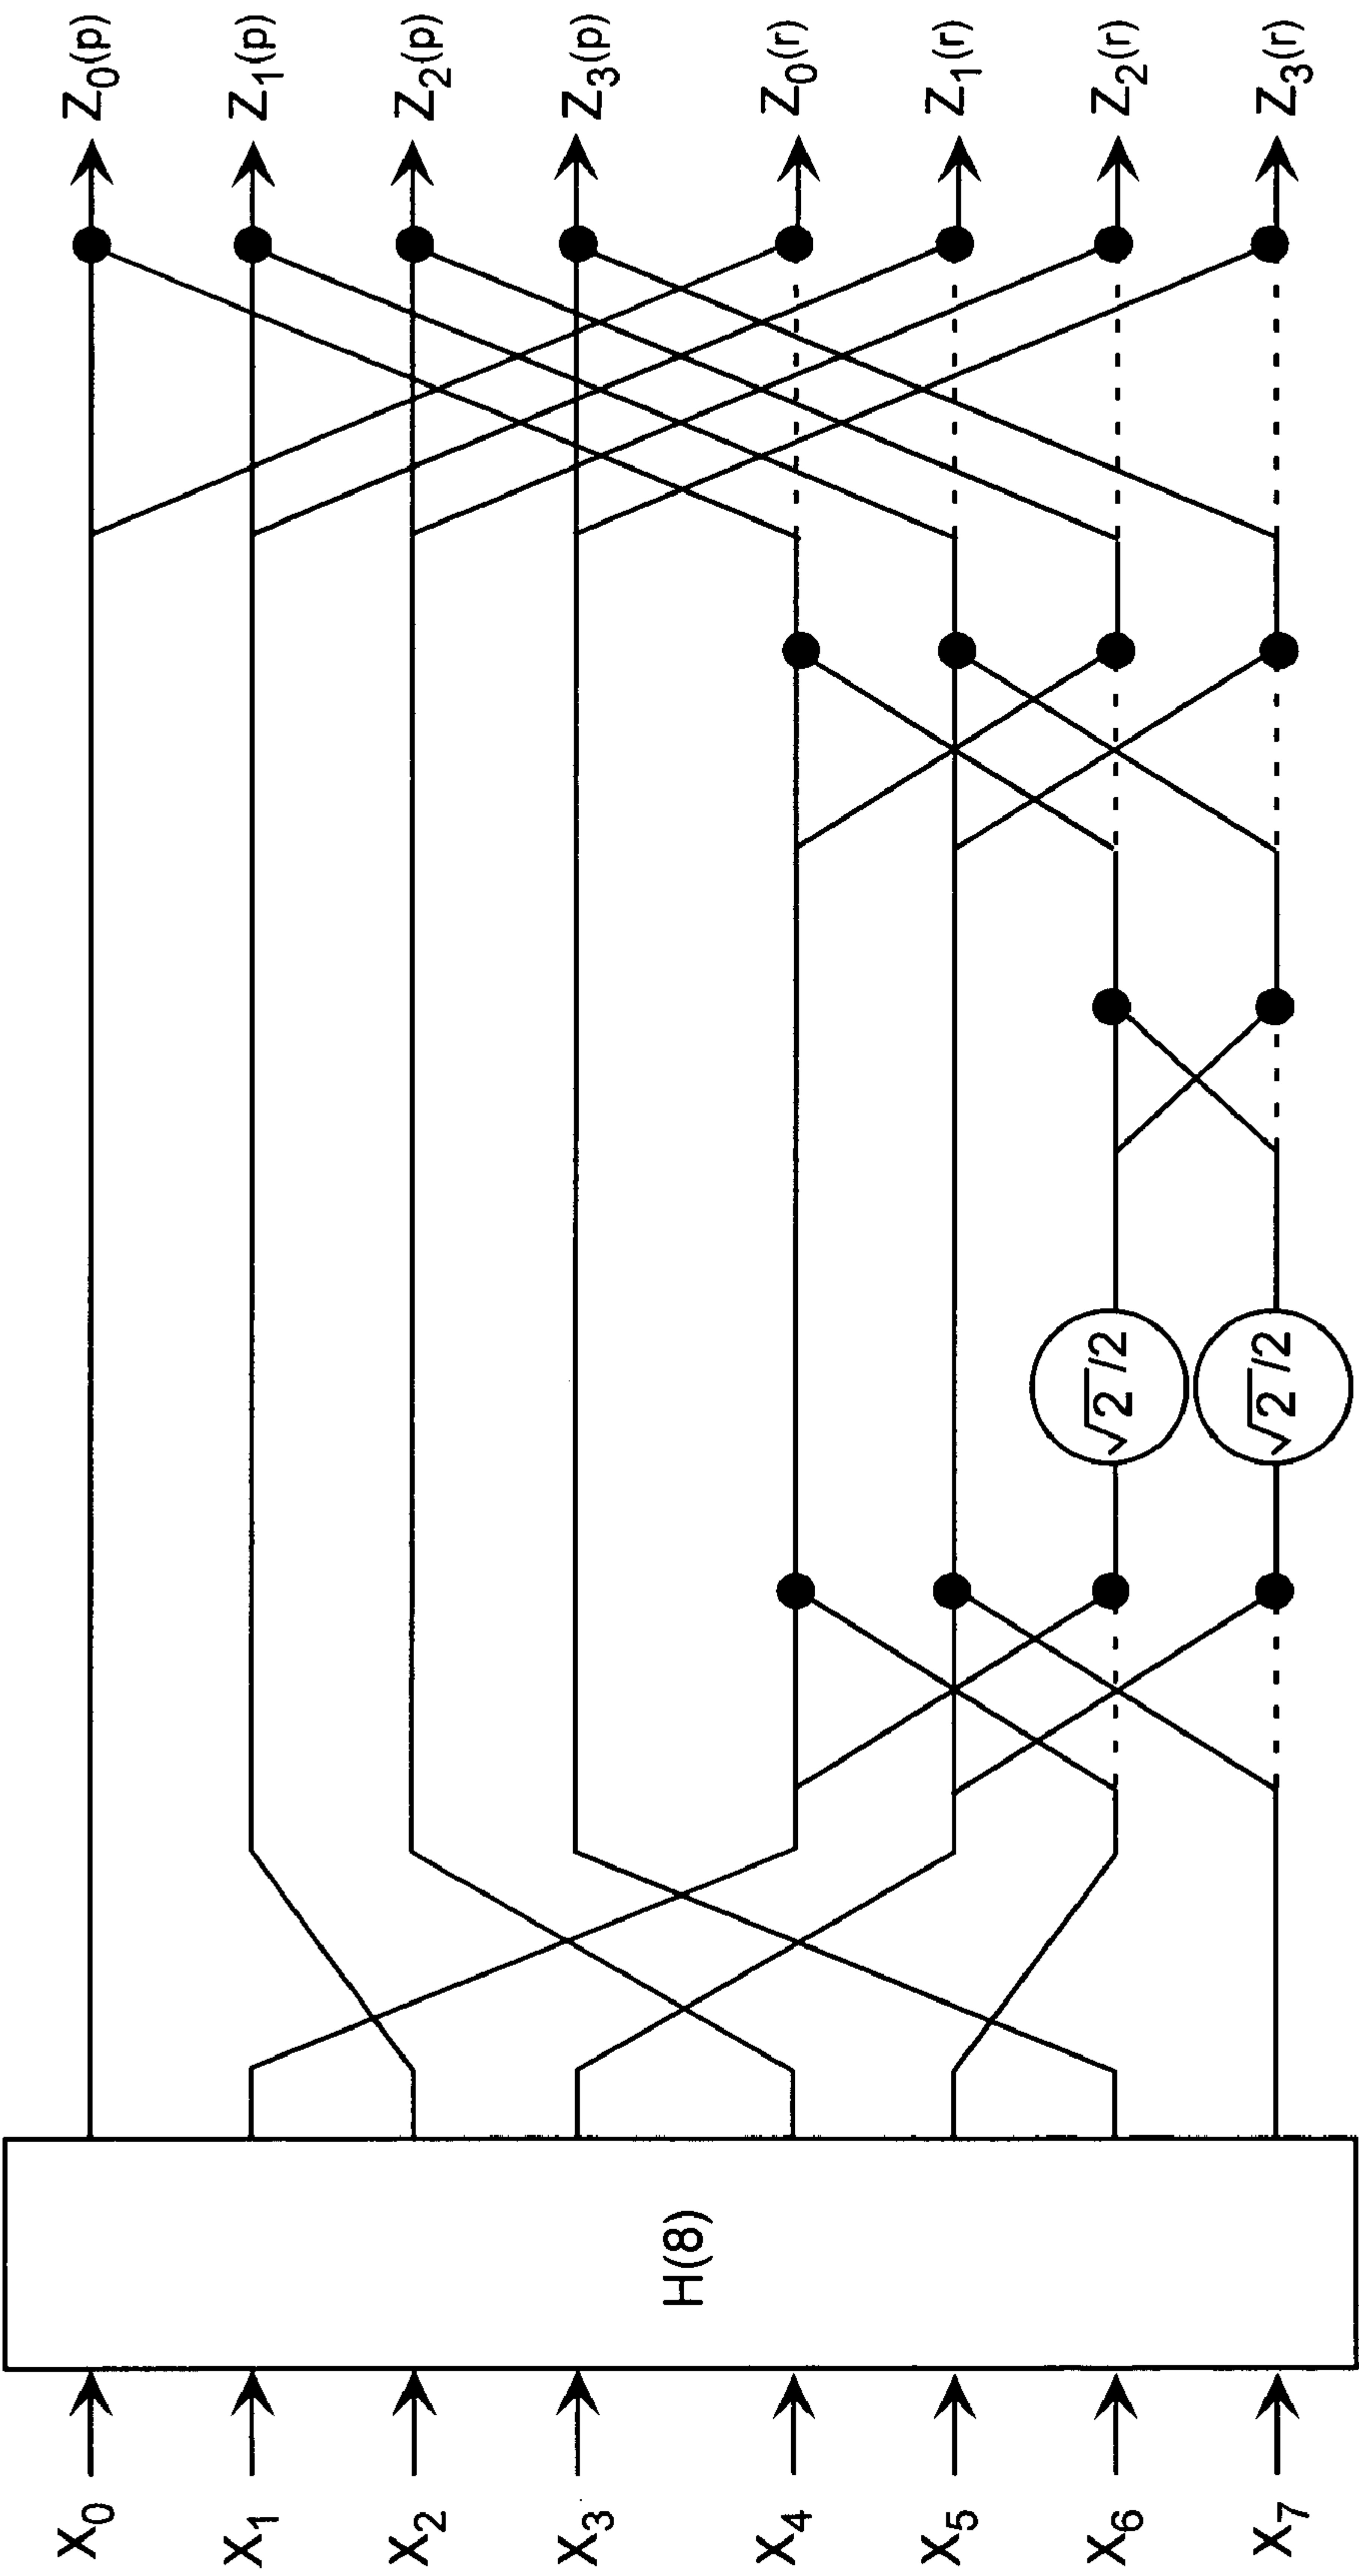 X0
X1
X2
X3
X4
X5
X6
X7
H(8)
√2/2
√2/2
Z0(p)
Z1(p)
Z2(p)
Z3(p)
Z0(r)
Z1(r)
Z2(r)
Z3(r)